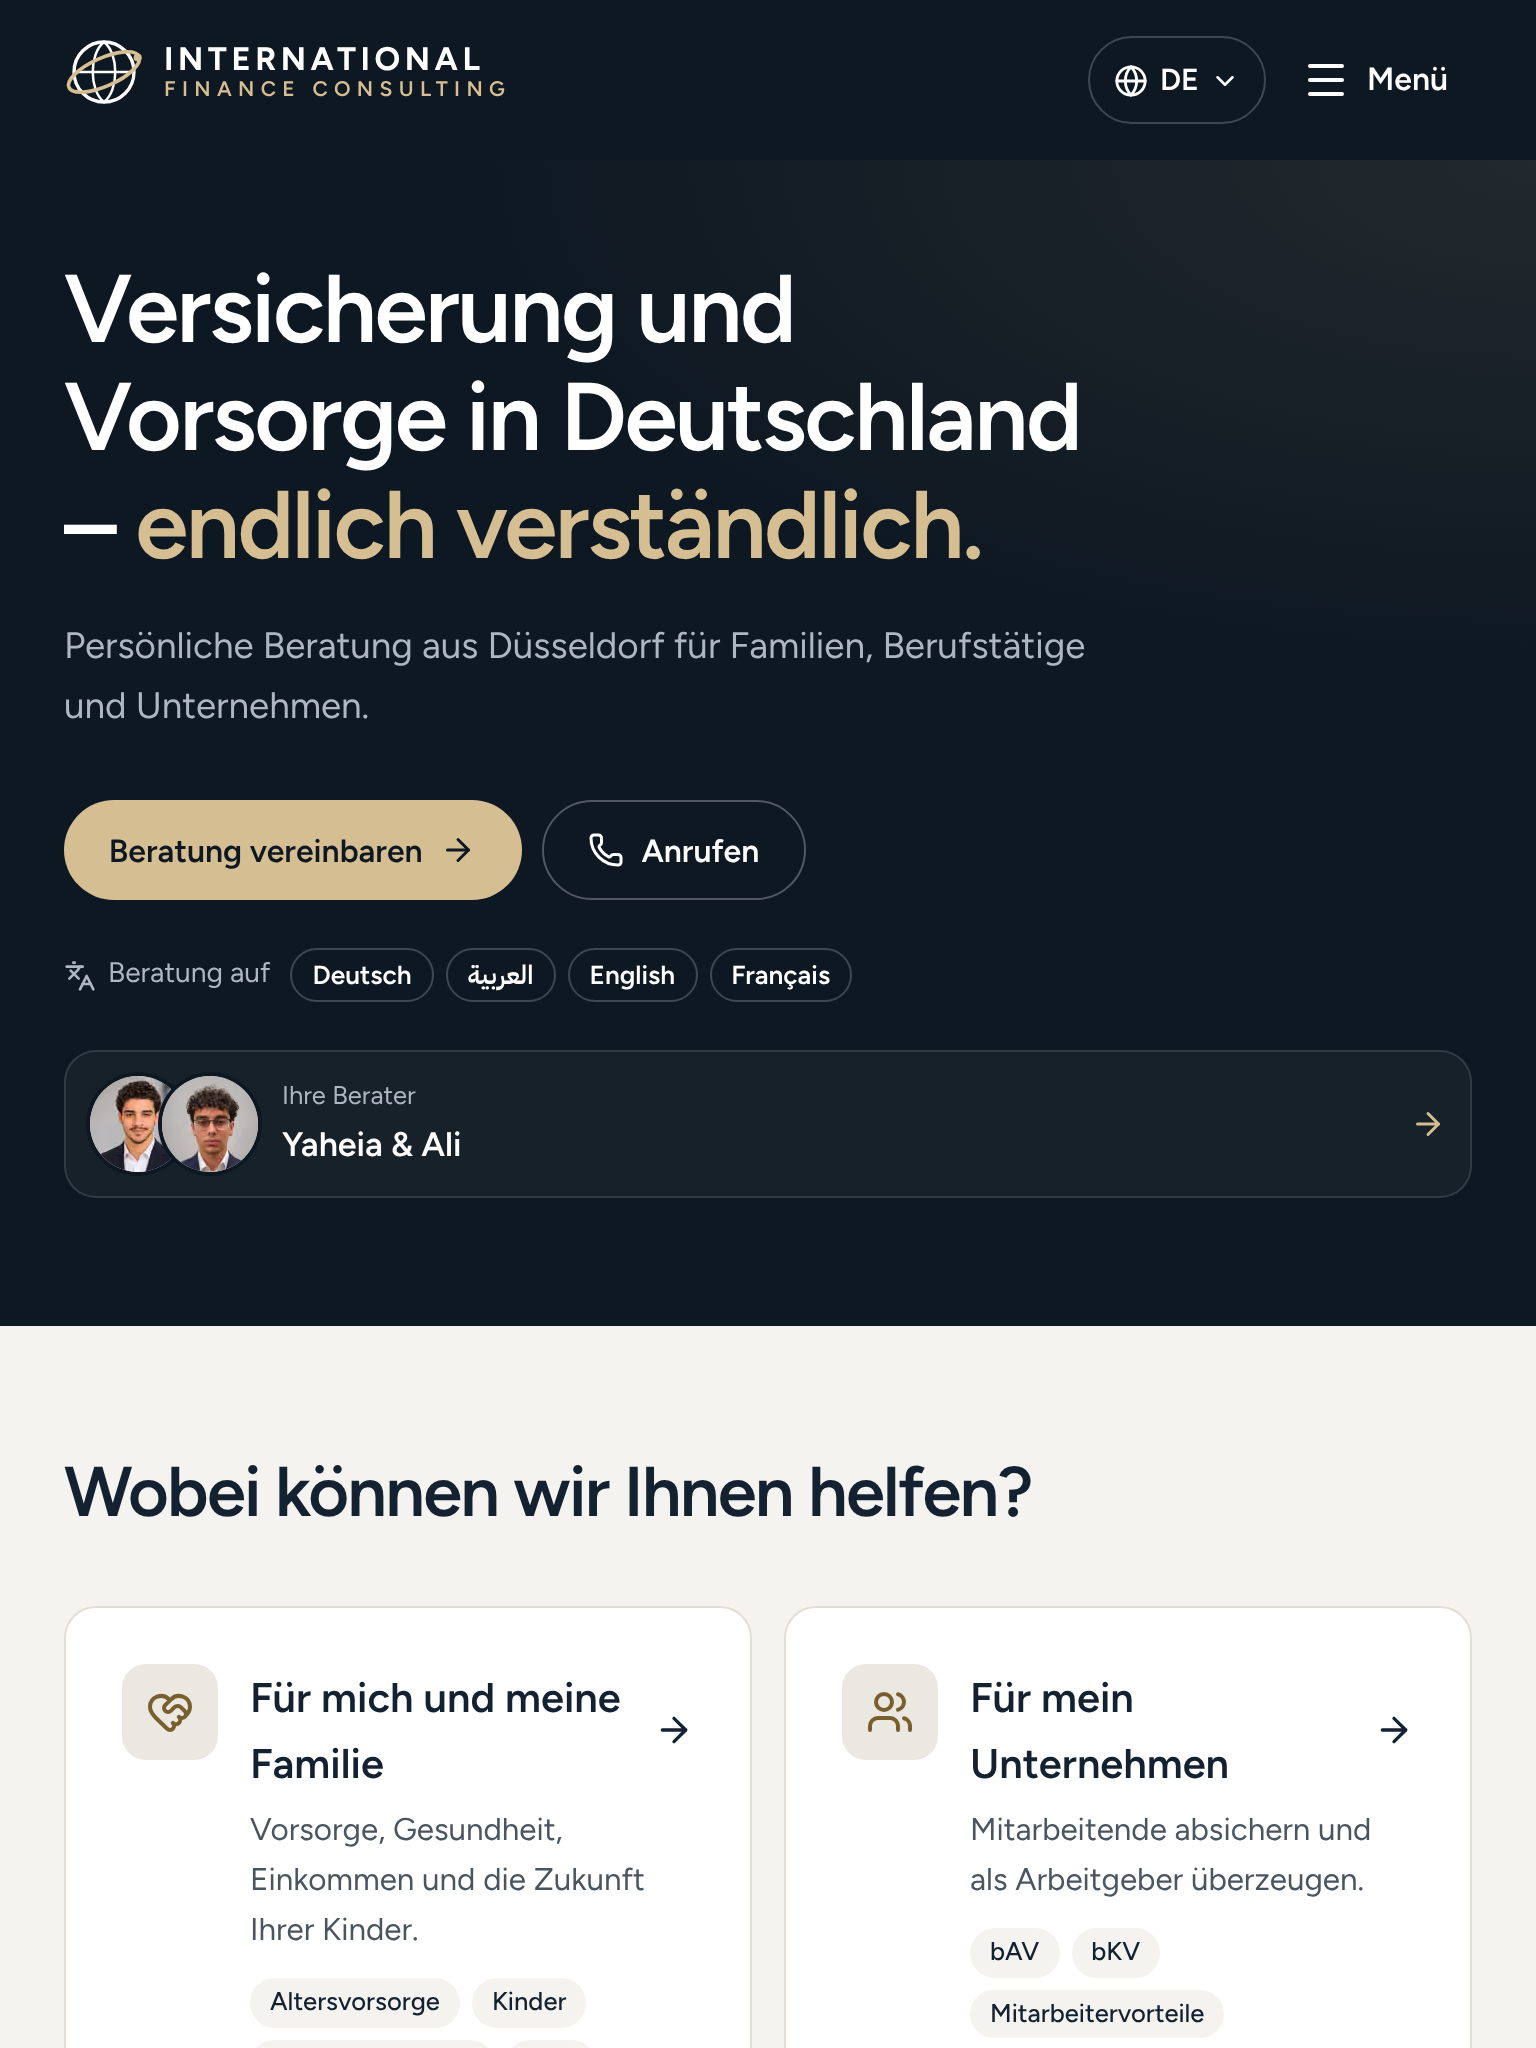 INTERNATIONAL
FINANCE CONSULTING
DE
Menü
Versicherung und
Vorsorge in Deutschland
– endlich verständlich.
Persönliche Beratung aus Düsseldorf für Familien, Berufstätige
und Unternehmen.
Beratung vereinbaren
Anrufen
Beratung auf Deutsch العربية English Français
Ihre Berater
Yaheia & Ali
Wobei können wir Ihnen helfen?
Für mich und meine
Familie
Vorsorge, Gesundheit,
Einkommen und die Zukunft
Ihrer Kinder.
Altersvorsorge Kinder
Für mein
Unternehmen
Mitarbeitende absichern und
als Arbeitgeber überzeugen.
bAV bKV
Mitarbeitervorteile